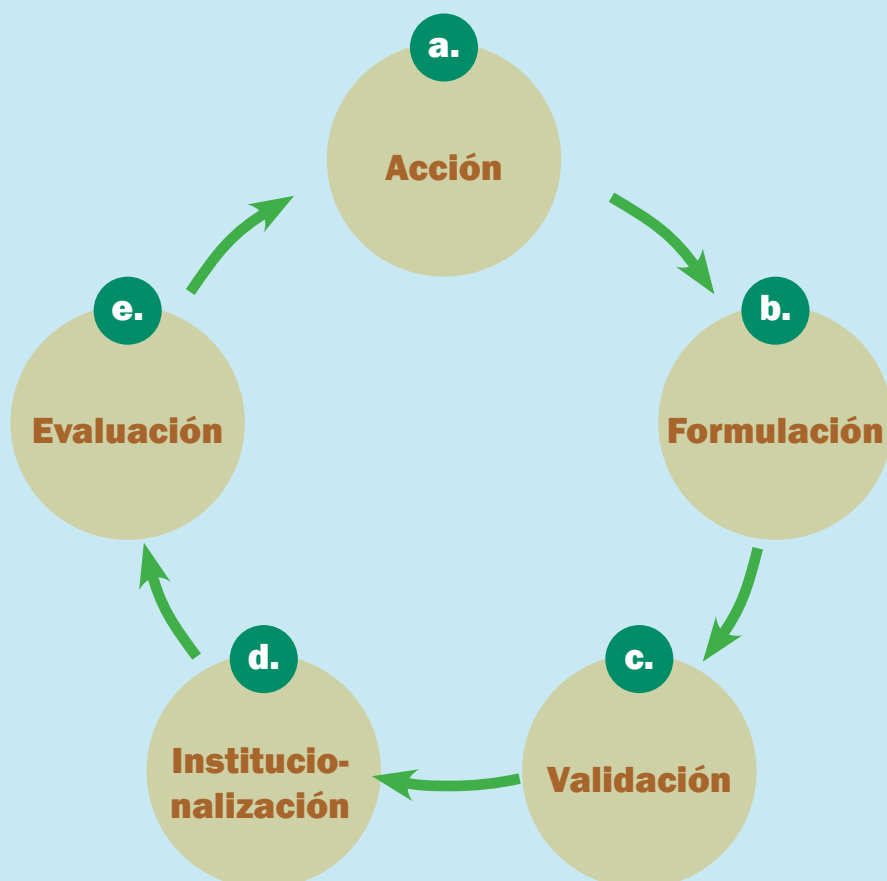 a.
Acción
b.
Formulación
c.
Validación
d.
Institucio-
nalización
e.
Evaluación